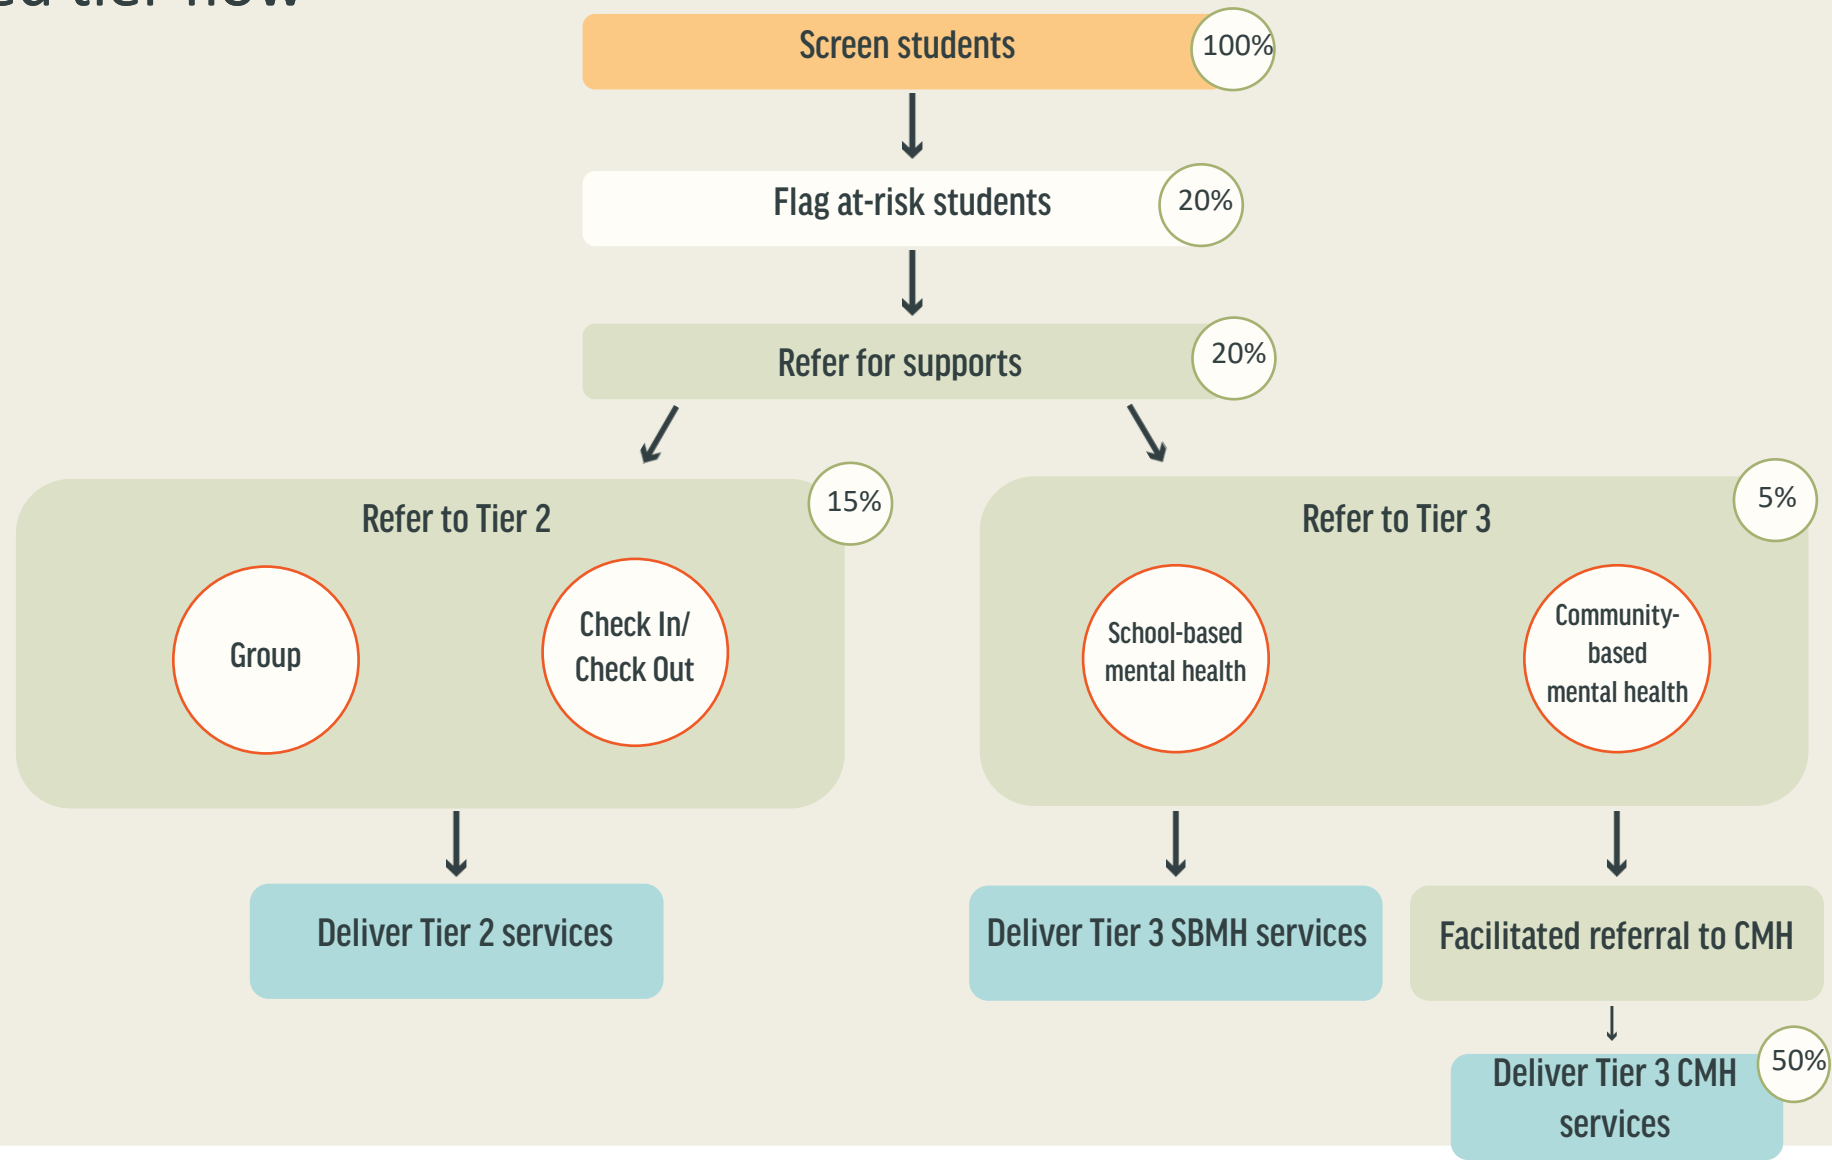 tier flow
Screen students
100%
Flag at-risk students
20%
Refer for supports
20%
Refer to Tier 2
15%
Group
Check In/
Check Out
Refer to Tier 3
5%
School-based
mental health
Community-
based
mental health
Deliver Tier 2 services
Deliver Tier 3 SBMH services
Facilitated referral to CMH
Deliver Tier 3 CMH
services
50%